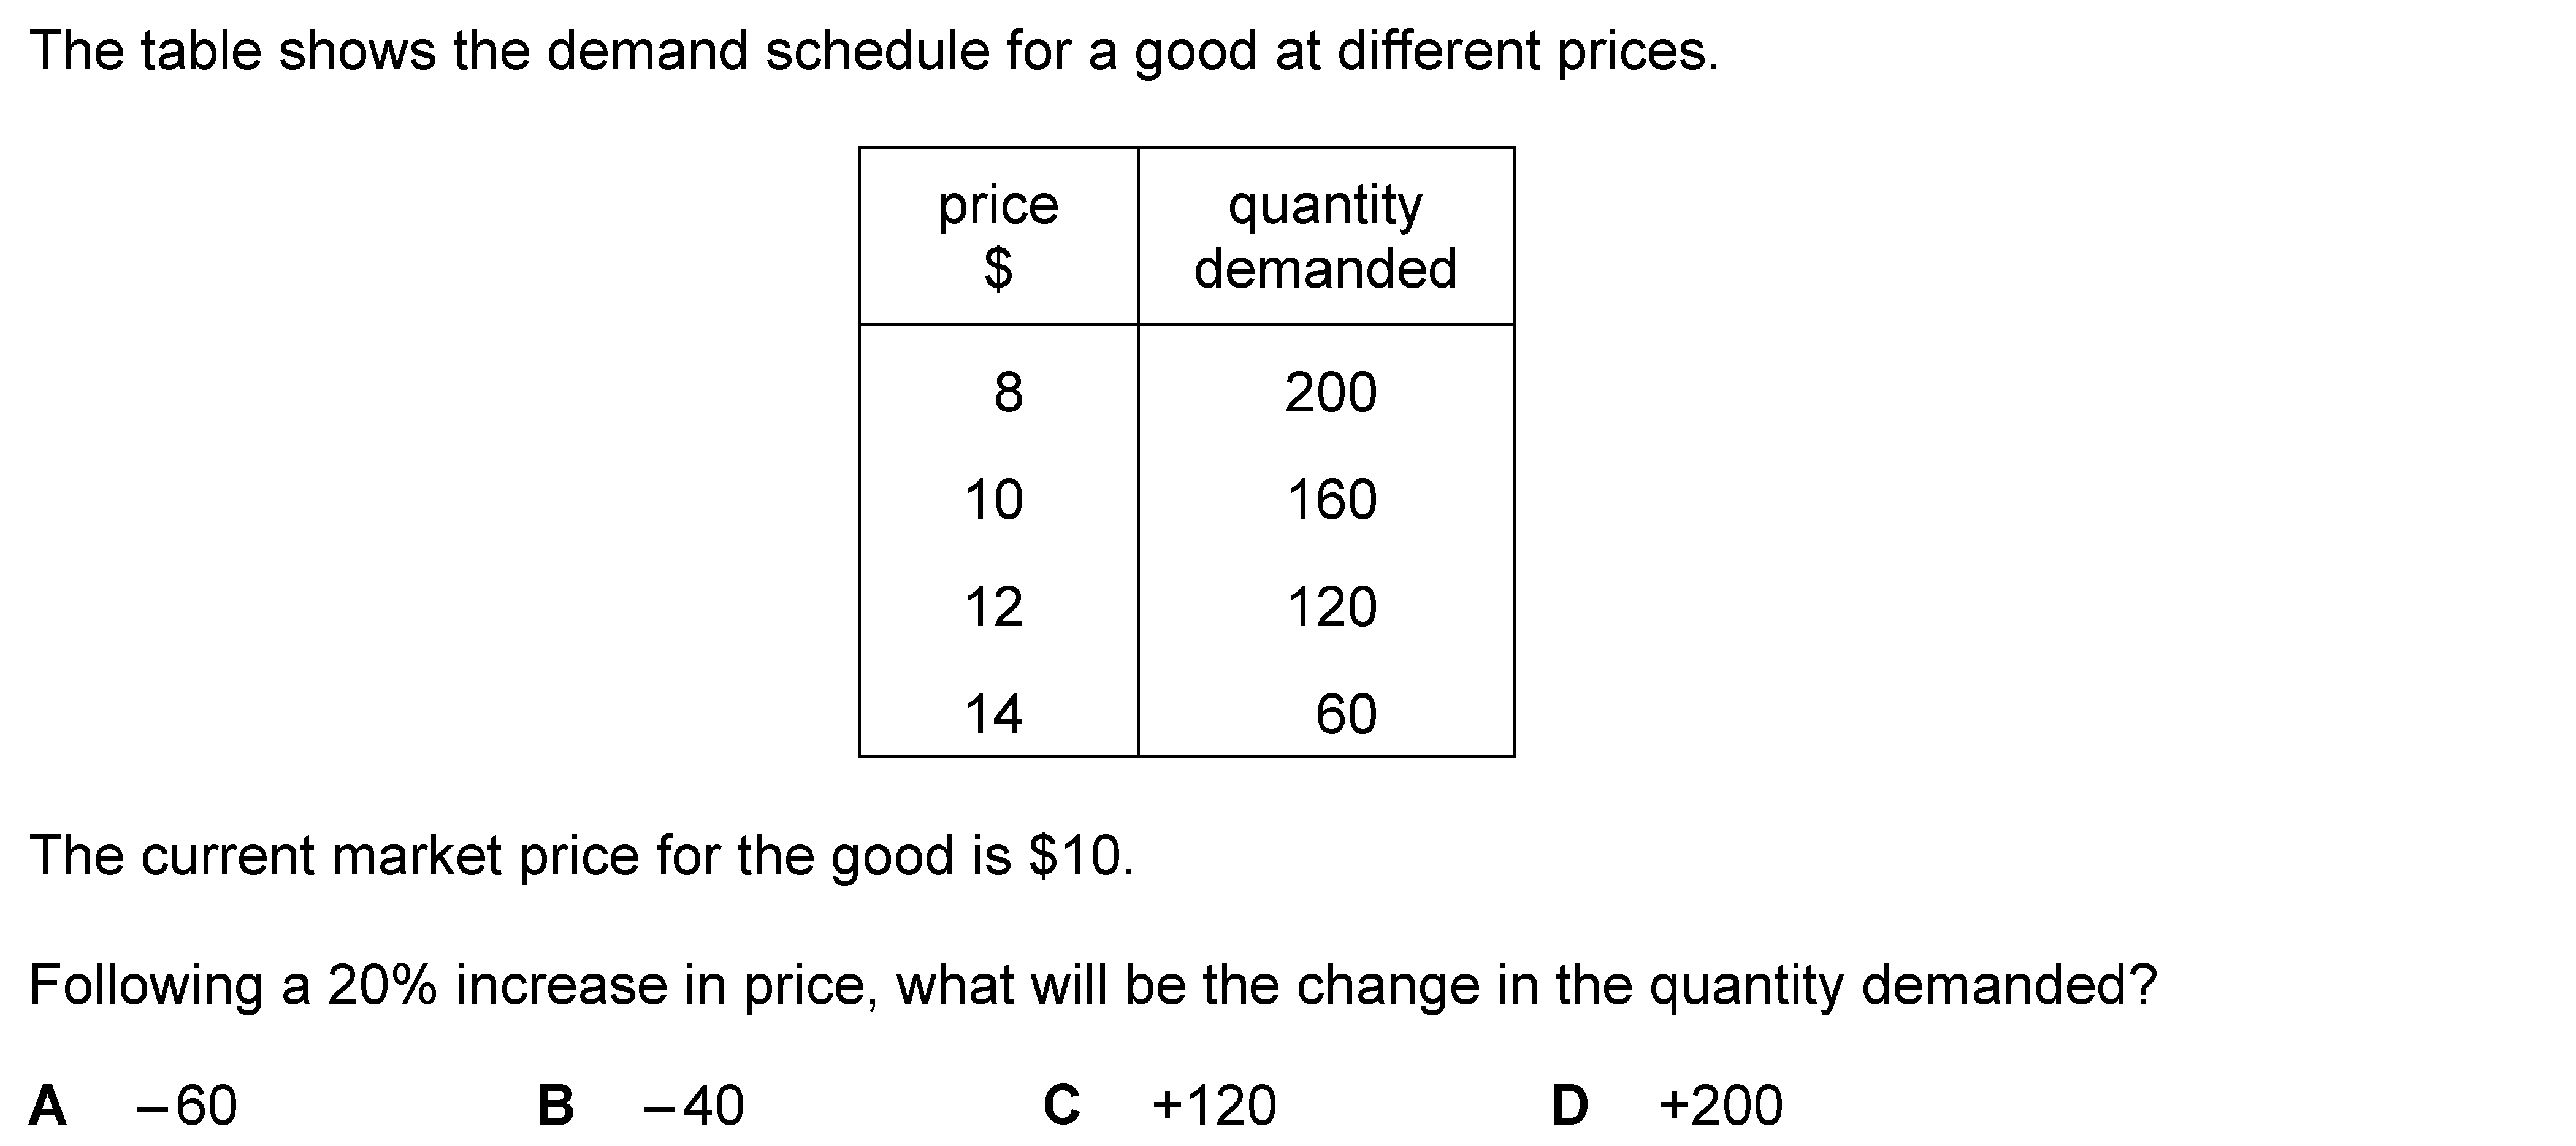 The table shows the demand schedule for a good at different prices.
price quantity
$ demanded
8 200
10 160
12 120
14 60
The current market price for the good is $10.
Following a 20% increase in price, what will be the change in the quantity demanded?
A –60 B –40 C +120 D +200